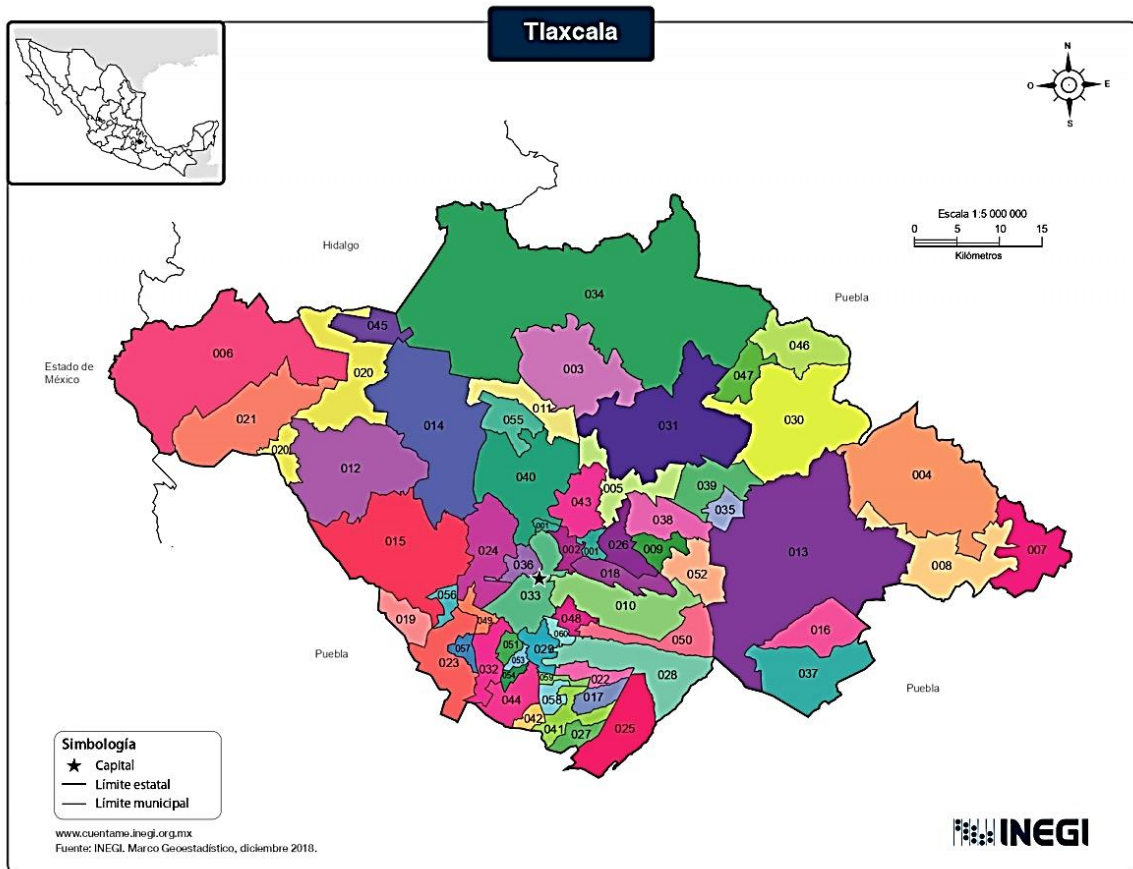 Tlaxcala
N
O
E
S
Escala 1:5 000 000
0 5 10 15
Kilómetros
Hidalgo
Puebla
Estado de
México
034
045
006
046
003
047
020
021
011
055
014
031
030
020
012
004
040
005
039
043
035
038
001
015
013
024
002
001
026
009
007
008
036
018
052
033
010
056
019
048
016
049
060
050
051
029
057
053
023
032
028
037
054
059
022
044
058
017
042
041
027
025
Puebla
Puebla
Simbología
Capital
Límite estatal
Límite municipal
www.cuentame.inegi.org.mx
Fuente: INEGI. Marco Geoestadístico, diciembre 2018.
INEGI